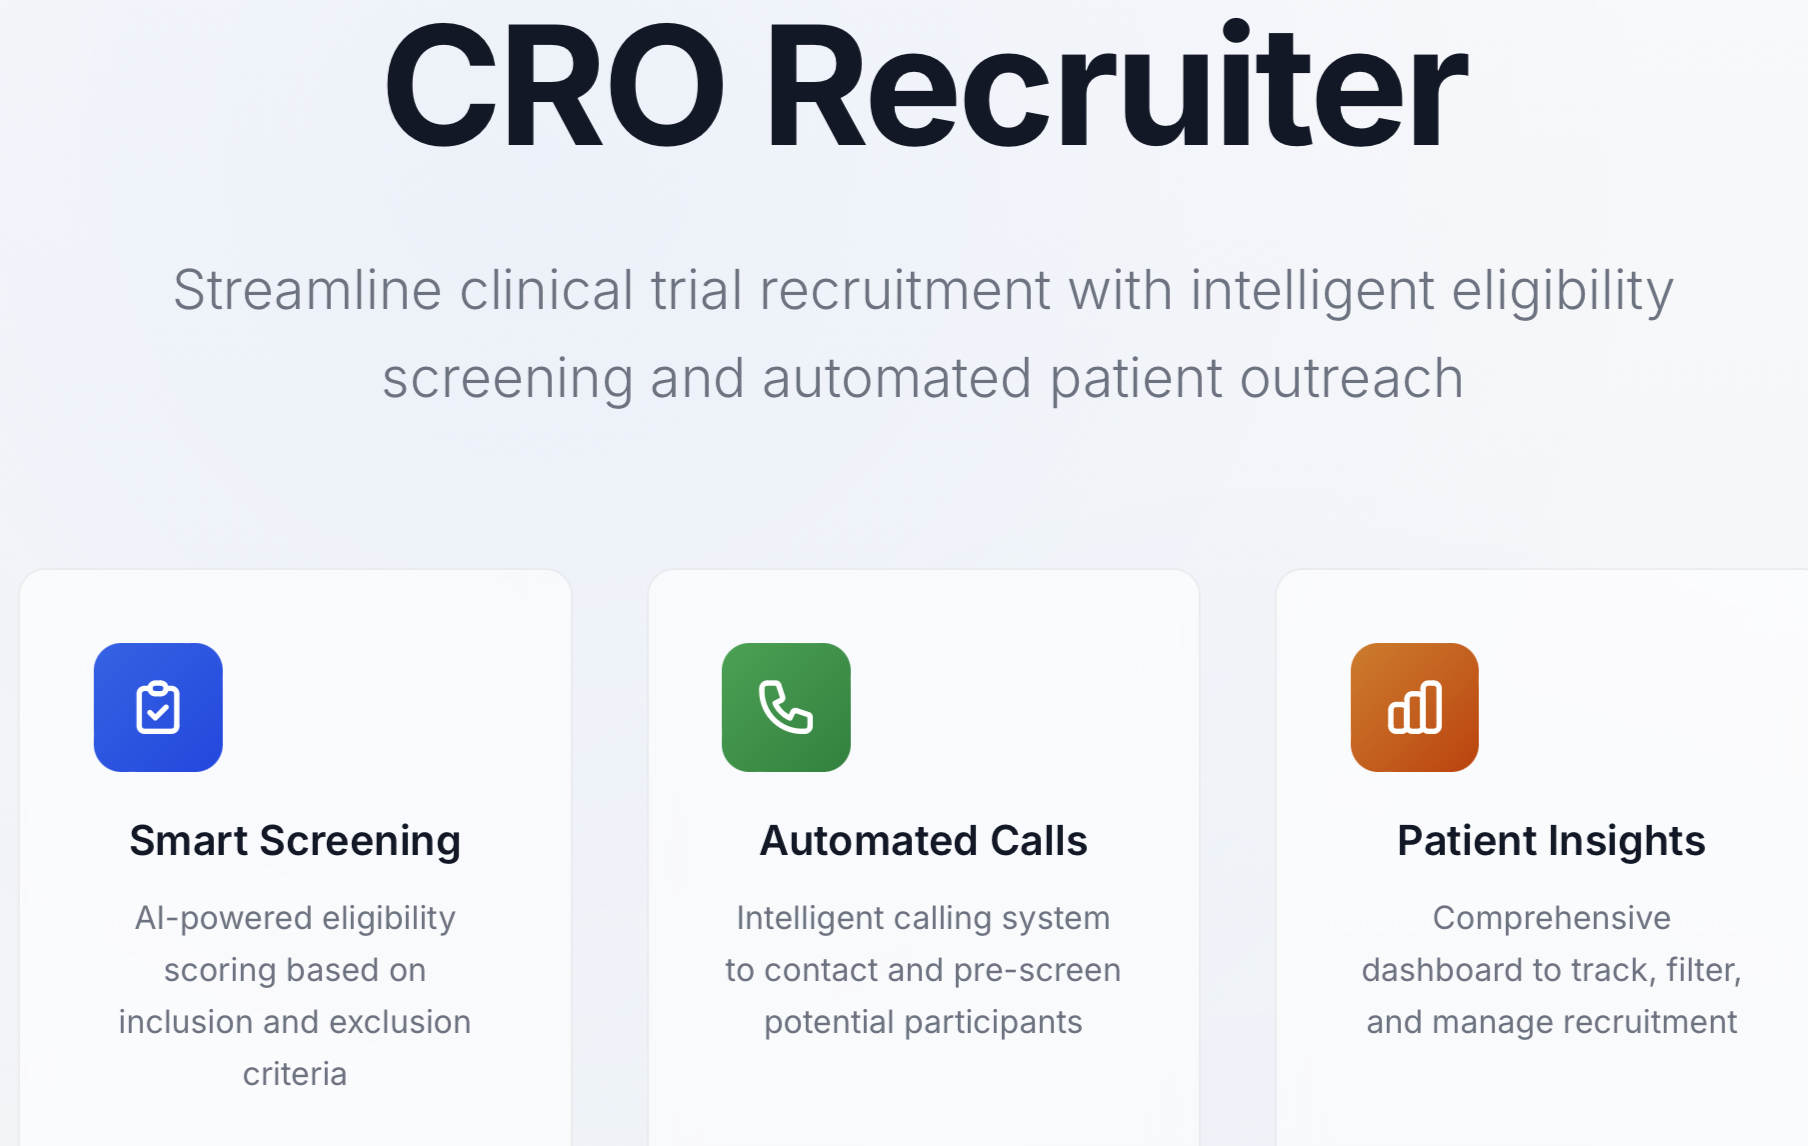 CRO Recruiter
Streamline clinical trial recruitment with intelligent eligibility
screening and automated patient outreach
Smart Screening
AI-powered eligibility
scoring based on
inclusion and exclusion
criteria
Automated Calls
Intelligent calling system
to contact and pre-screen
potential participants
Patient Insights
Comprehensive
dashboard to track, filter,
and manage recruitment